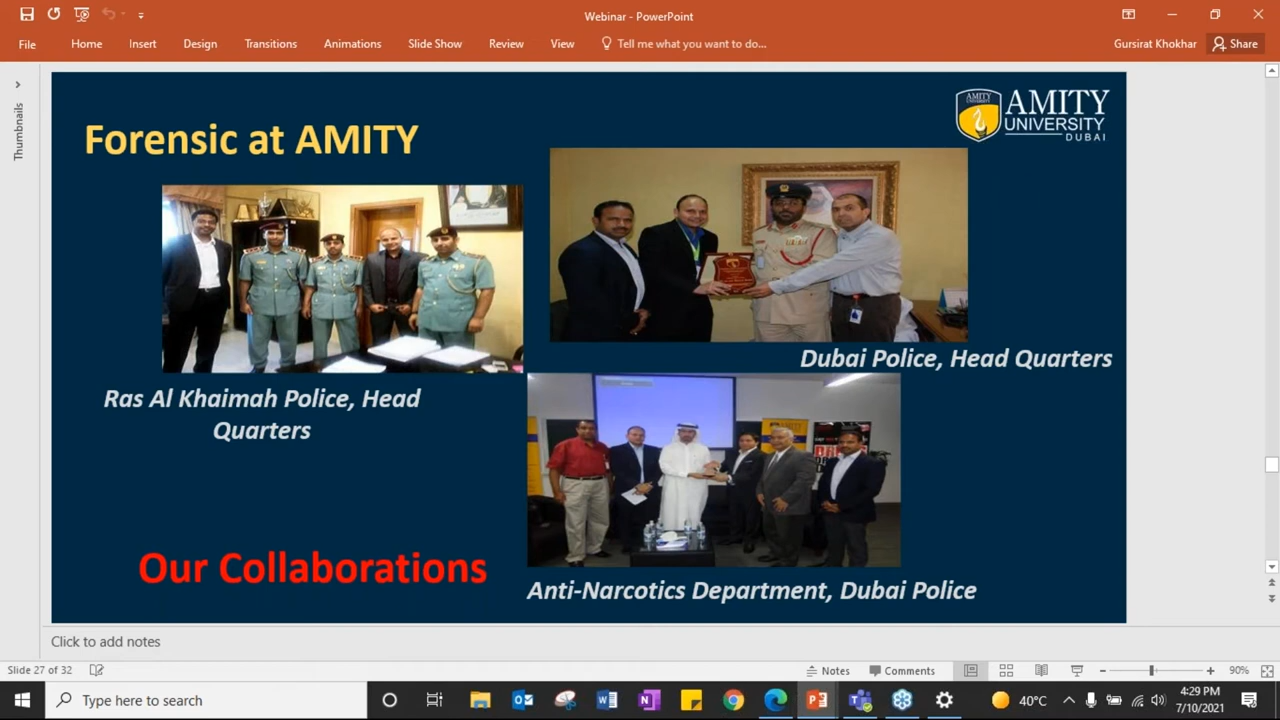 Webinar - PowerPoint
File
Home
Insert
Design
Transitions
Animations
Slide Show
Review
View
Tell me what you want to do...
Gursirat Khokhar
Share
Thumbnails
Forensic at AMITY
AMITY
UNIVERSITY
AMITY
UNIVERSITY
DUBAI
Dubai Police, Head Quarters
Ras Al Khaimah Police, Head
Quarters
Our Collaborations
Anti-Narcotics Department, Dubai Police
Click to add notes
Slide 27 of 32
Notes
Comments
90%
Type here to search
40°C
4:29 PM
7/10/2021